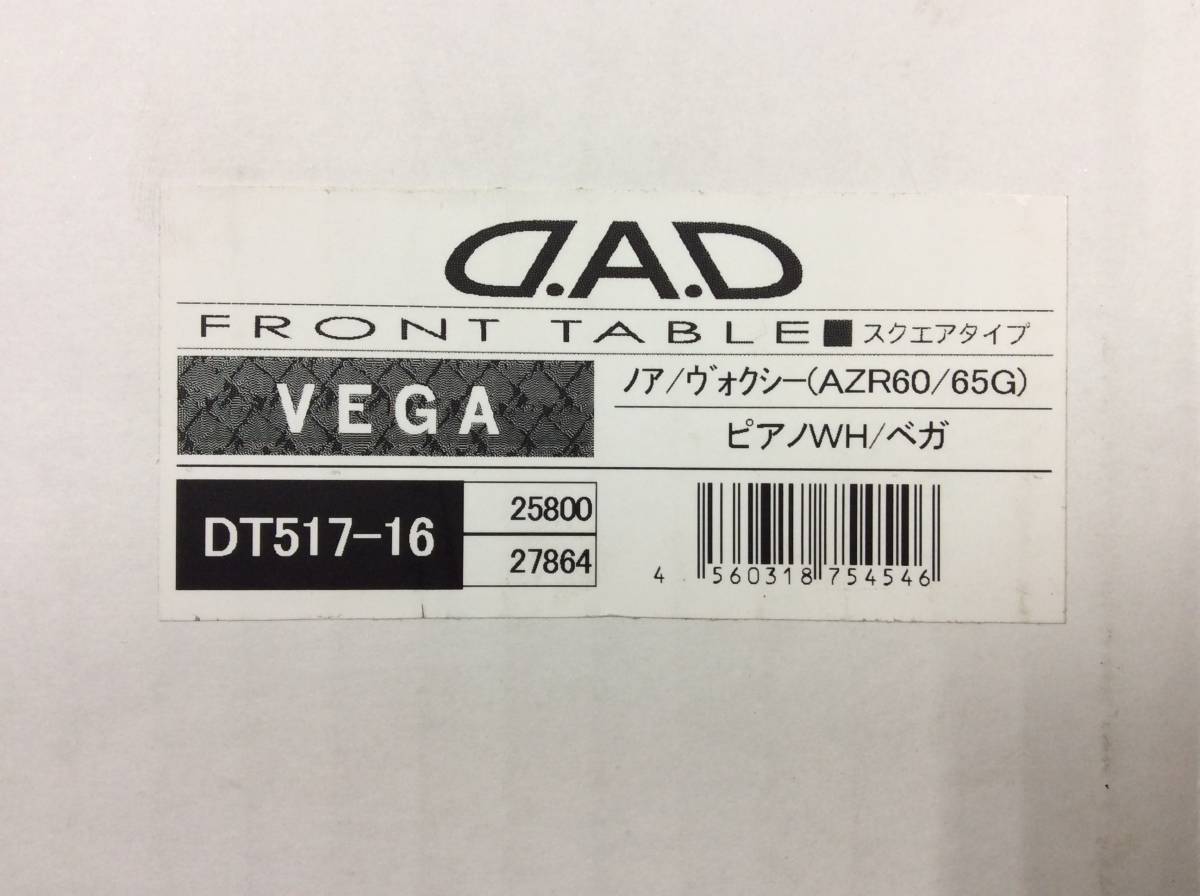 D.A.D
FRONT TABLE■スクエアタイプ
VEGA
ノア/ヴォクシー(AZR60/65G)
ピアノWH/ベガ
DT517-16
25800
27864
4 560318 754546